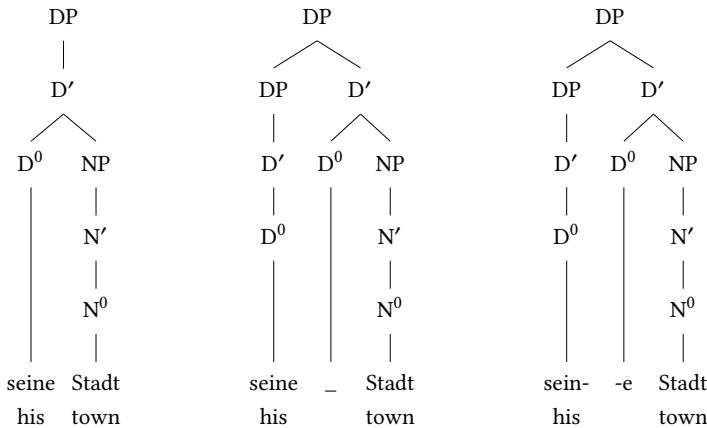 DP DP DP
D′ DP D′ DP D′
D⁰ NP D′ D⁰ NP D′ D⁰ NP
N′ D⁰ N′ D⁰ N′
N⁰ N⁰ N⁰
seine Stadt seine _ Stadt sein- -e Stadt
his town his town his town